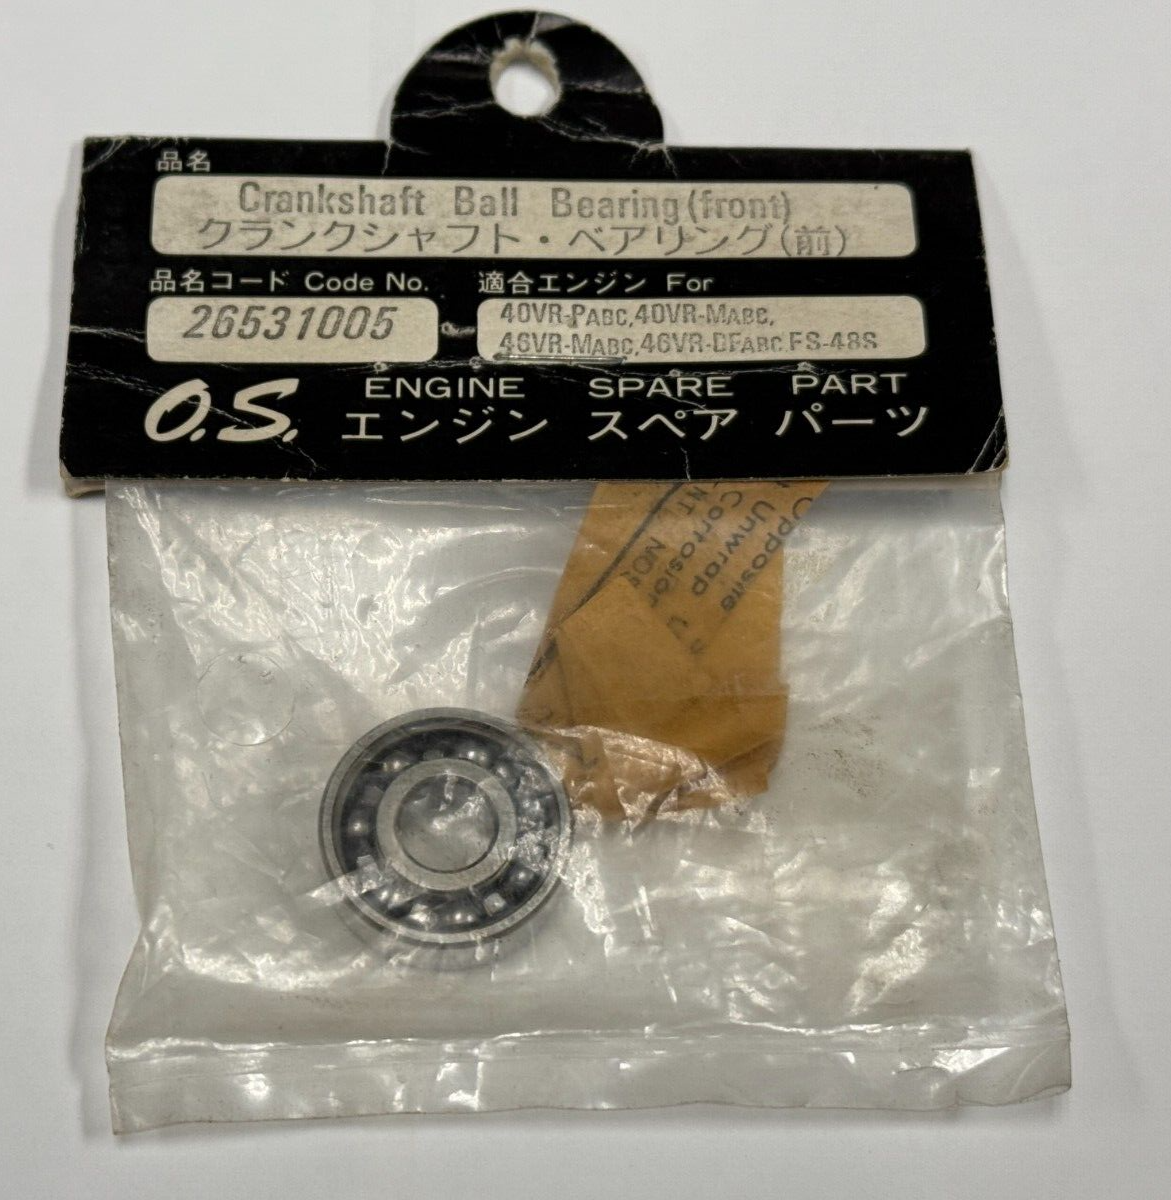 品名
Crankshaft Ball Bearing (front)
クランクシャフト・ベアリング(前)
品名コード Code No.
26531005
適合エンジン For
40VR-PABC, 40VR-MABC,
46VR-MABC, 46VR-DFABC FS-48S
O.S. ENGINE SPARE PART
エンジン スペア パーツ
Opposite
Unwrap
Corrosion